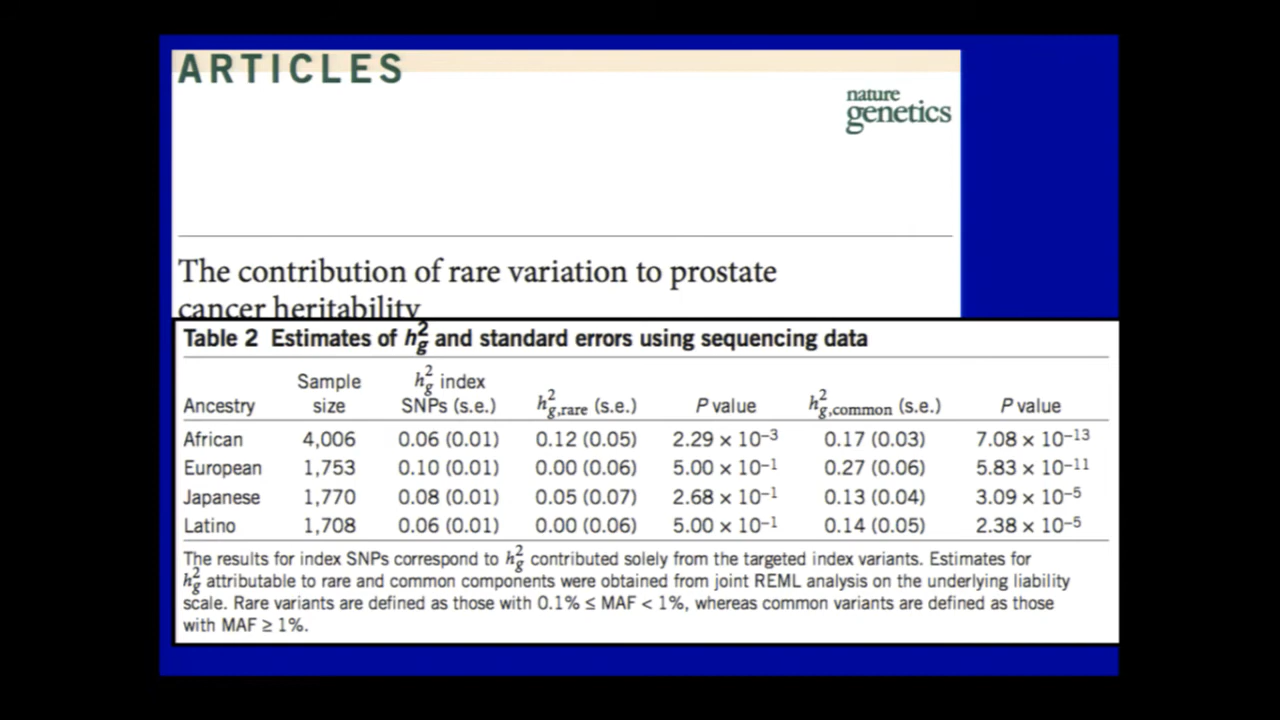 ARTICLES
nature
genetics
The contribution of rare variation to prostate
cancer heritability
Table 2 Estimates of h²g and standard errors using sequencing data
Ancestry Sample size h²g index SNPs (s.e.) h²g,rare (s.e.) P value h²g,common (s.e.) P value
African 4,006 0.06 (0.01) 0.12 (0.05) 2.29 × 10⁻³ 0.17 (0.03) 7.08 × 10⁻¹³
European 1,753 0.10 (0.01) 0.00 (0.06) 5.00 × 10⁻¹ 0.27 (0.06) 5.83 × 10⁻¹¹
Japanese 1,770 0.08 (0.01) 0.05 (0.07) 2.68 × 10⁻¹ 0.13 (0.04) 3.09 × 10⁻⁵
Latino 1,708 0.06 (0.01) 0.00 (0.06) 5.00 × 10⁻¹ 0.14 (0.05) 2.38 × 10⁻⁵
The results for index SNPs correspond to h²g contributed solely from the targeted index variants. Estimates for
h²g attributable to rare and common components were obtained from joint REML analysis on the underlying liability
scale. Rare variants are defined as those with 0.1% ≤ MAF < 1%, whereas common variants are defined as those
with MAF ≥ 1%.